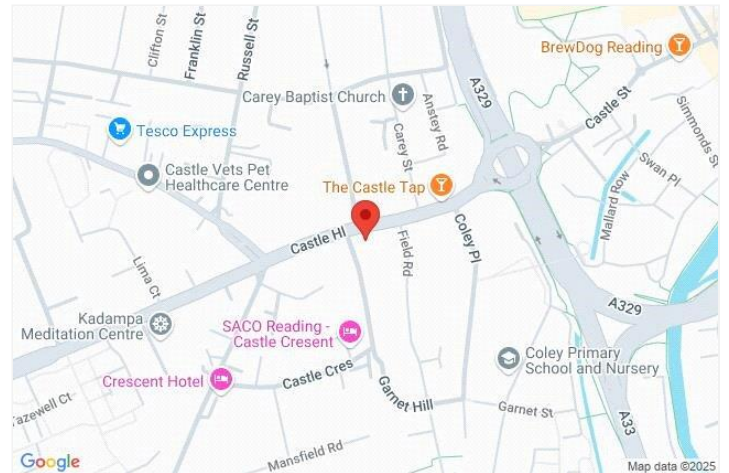 Clifton St
Franklin St
Russell St
BrewDog Reading
A329
Carey Baptist Church
Anstey Rd
Carey St
Castle St
Simmonds St
Tesco Express
Swan Pl
Castle Vets Pet
Healthcare Centre
The Castle Tap
Mallard Row
Castle Hl
Field Rd
Coley Pl
Lima Ct
A329
Kadampa
Meditation Centre
SACO Reading -
Castle Cresent
Coley Primary
School and Nursery
Crescent Hotel
Castle Cres
Garnet Hill
Garnet St
Tazewell Ct
A33
Mansfield Rd
Google
Map data ©2025